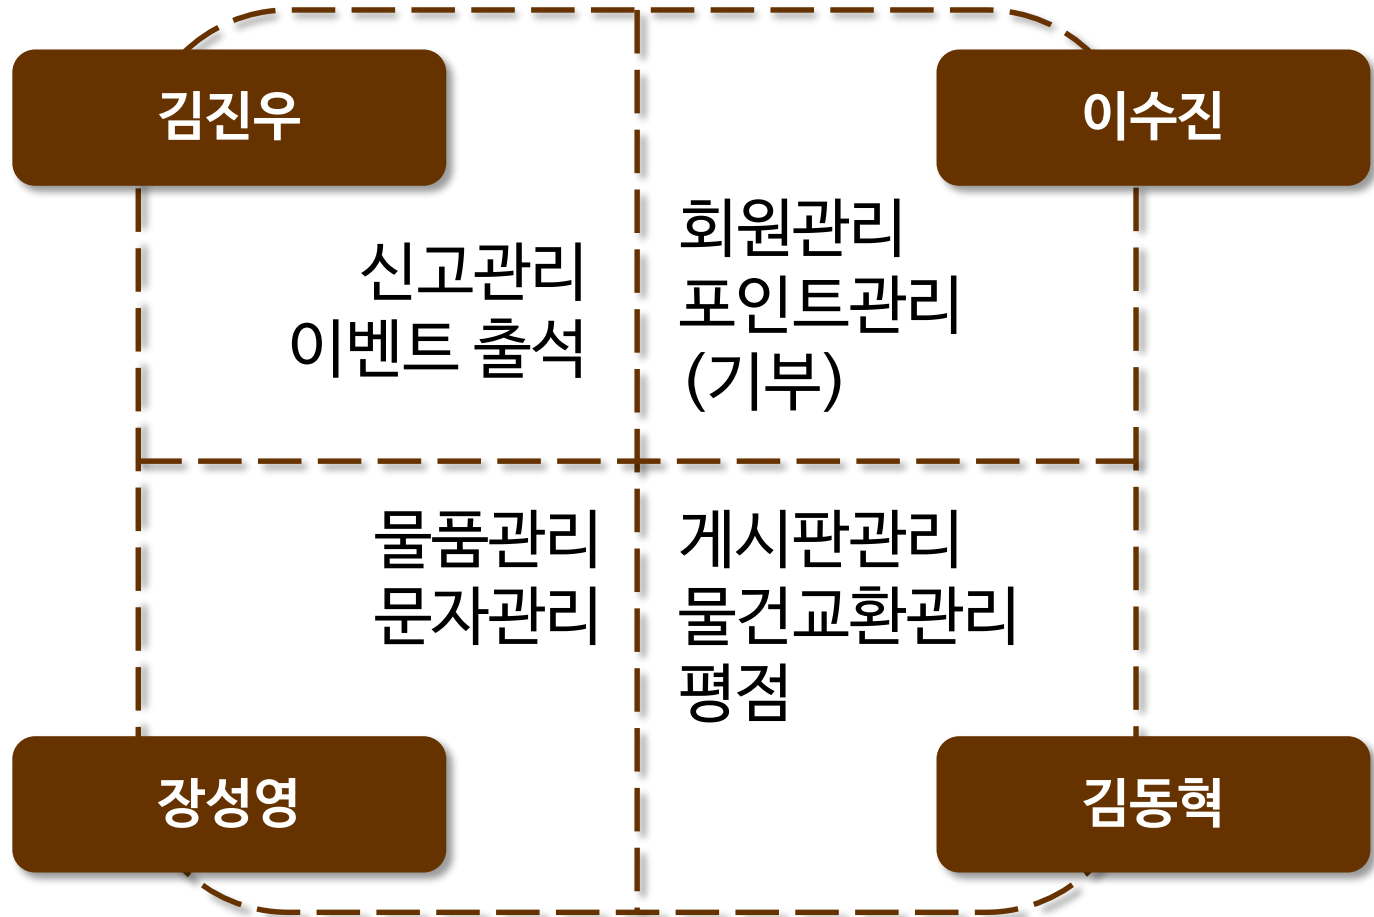 김진우
이수진
신고관리
이벤트 출석
회원관리
포인트관리
(기부)
물품관리
문자관리
게시판관리
물건교환관리
평점
장성영
김동혁